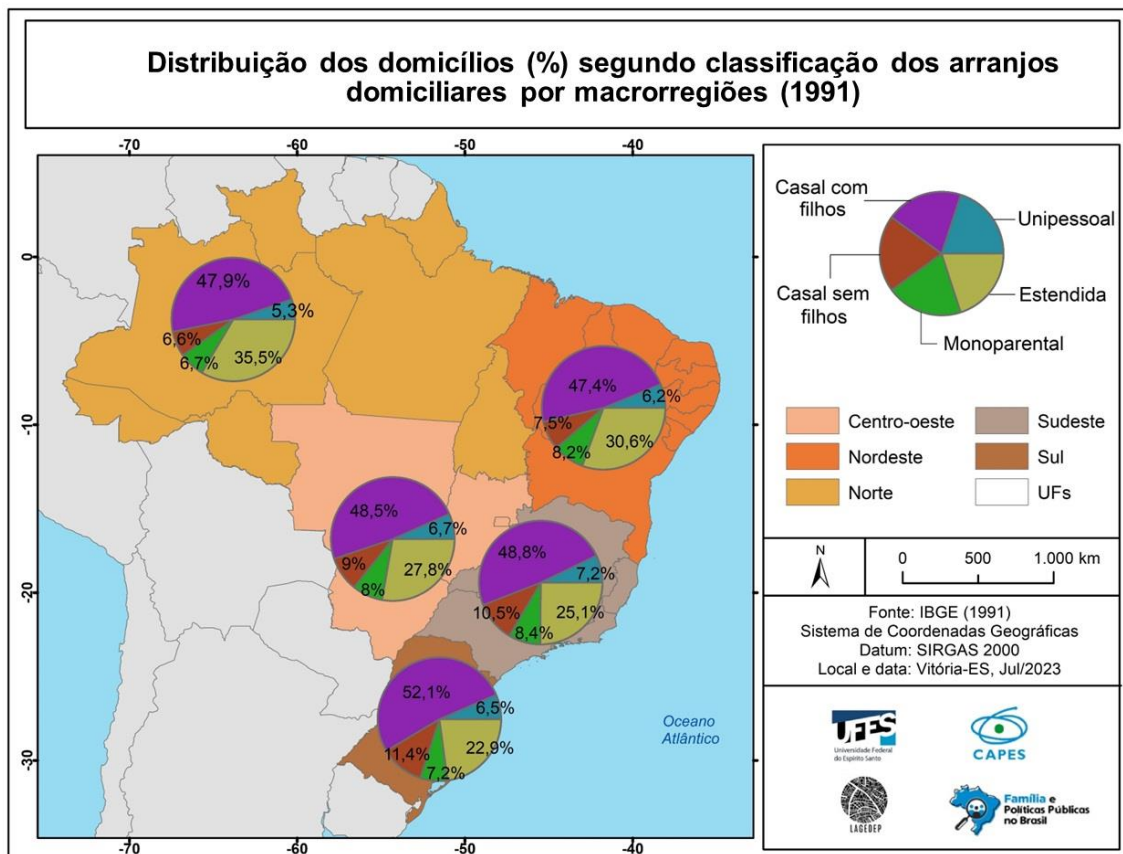 Distribuição dos domicílios (%) segundo classificação dos arranjos
domiciliares por macrorregiões (1991)
-70
-60
-50
-40
0
-10
-20
-30
47,9%
5,3%
6,6%
6,7%
35,5%
47,4%
6,2%
7,5%
8,2%
30,6%
48,5%
6,7%
9%
8%
27,8%
48,8%
7,2%
10,5%
8,4%
25,1%
52,1%
6,5%
11,4%
7,2%
22,9%
Oceano
Atlântico
-70
-60
-50
-40
Casal com
filhos
Unipessoal
Casal sem
filhos
Estendida
Monoparental
Centro-oeste
Sudeste
Nordeste
Sul
Norte
UFs
N
0
500
1.000 km
Fonte: IBGE (1991)
Sistema de Coordenadas Geográficas
Datum: SIRGAS 2000
Local e data: Vitória-ES, Jul/2023
UFES
Universidade Federal
do Espírito Santo
CAPES
LAGEDEP
Família e
Políticas Públicas
no Brasil